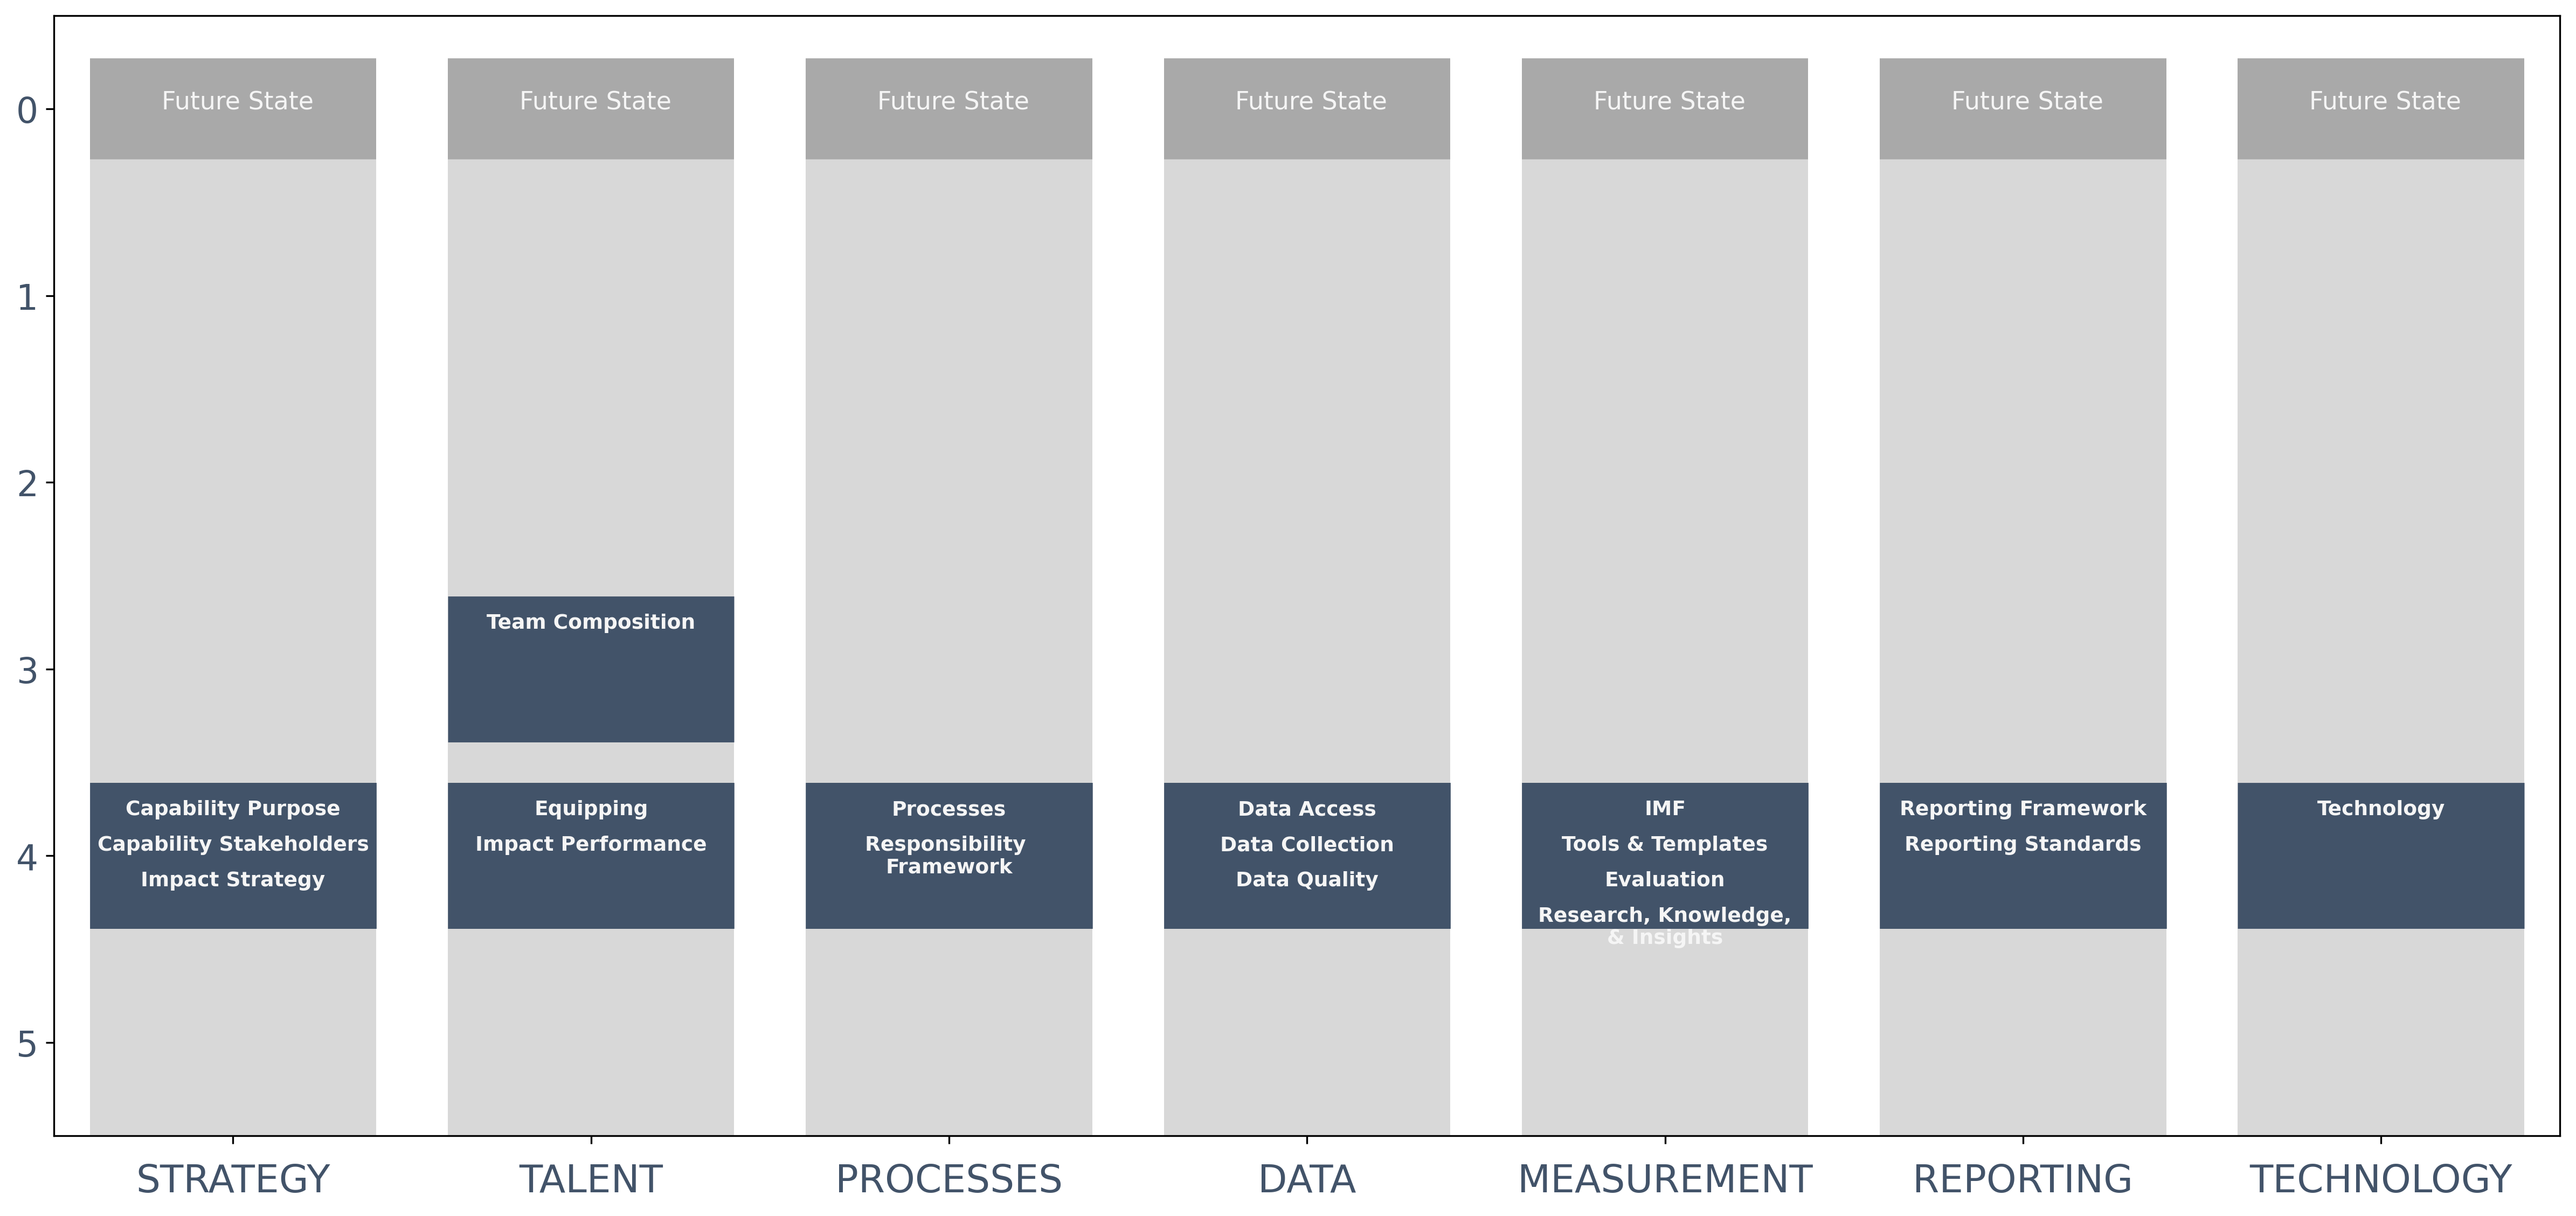 0
Future State
Future State
Future State
Future State
Future State
Future State
Future State
1
2
3
Team Composition
4
Capability Purpose
Capability Stakeholders
Impact Strategy
Equipping
Impact Performance
Processes
Responsibility
Framework
Data Access
Data Collection
Data Quality
IMF
Tools & Templates
Evaluation
Research, Knowledge,
& Insights
Reporting Framework
Reporting Standards
Technology
5
STRATEGY
TALENT
PROCESSES
DATA
MEASUREMENT
REPORTING
TECHNOLOGY